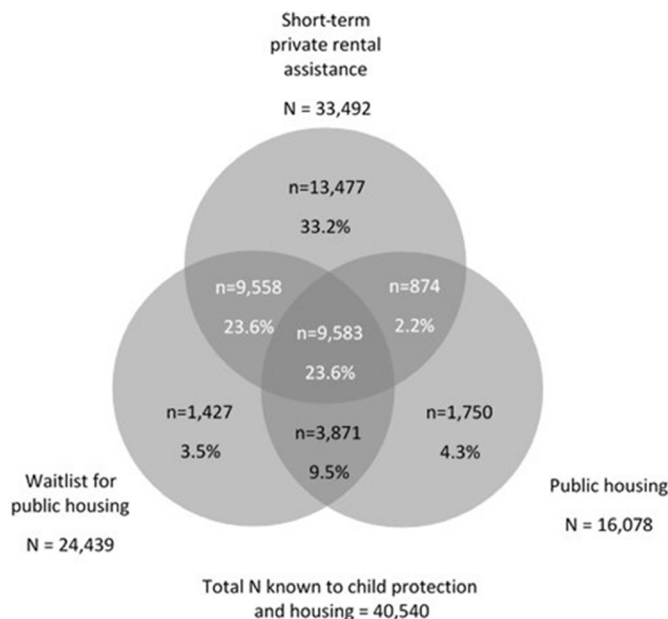 Short-term
private rental
assistance
N = 33,492
n=13,477
33.2%
n=9,558
23.6%
n=874
2.2%
n=9,583
23.6%
n=1,427
3.5%
n=3,871
9.5%
n=1,750
4.3%
Waitlist for
public housing
N = 24,439
Public housing
N = 16,078
Total N known to child protection
and housing = 40,540